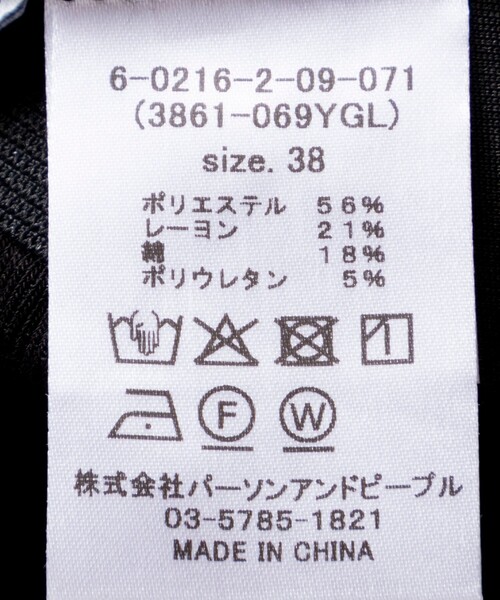 6-0216-2-09-071
(3861-069YGL)
size. 38
ポリエステル 56%
レーヨン 21%
綿 18%
ポリウレタン 5%
F W
株式会社パーソンアンドピープル
03-5785-1821
MADE IN CHINA